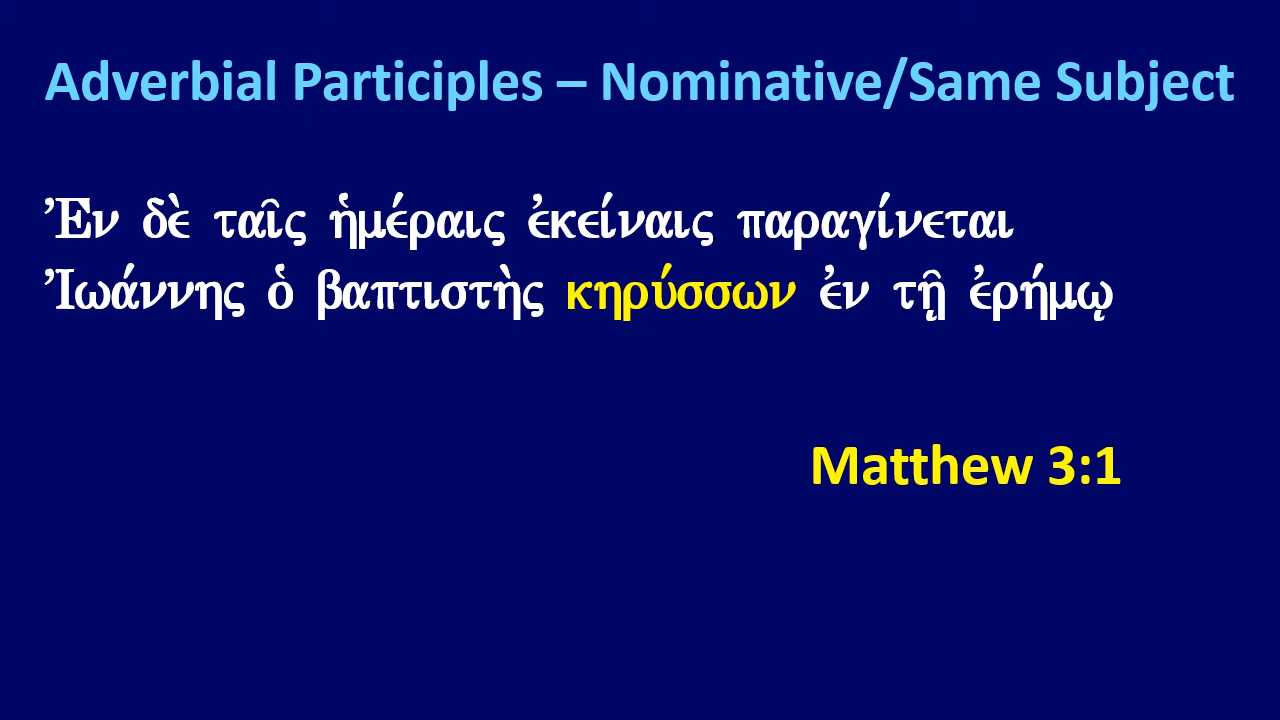 Adverbial Participles – Nominative/Same Subject
Ἐν δὲ ταῖς ἡμέραις ἐκείναις παραγίνεται
Ἰωάννης ὁ βαπτιστὴς κηρύσσων ἐν τῇ ἐρήμῳ
Matthew 3:1